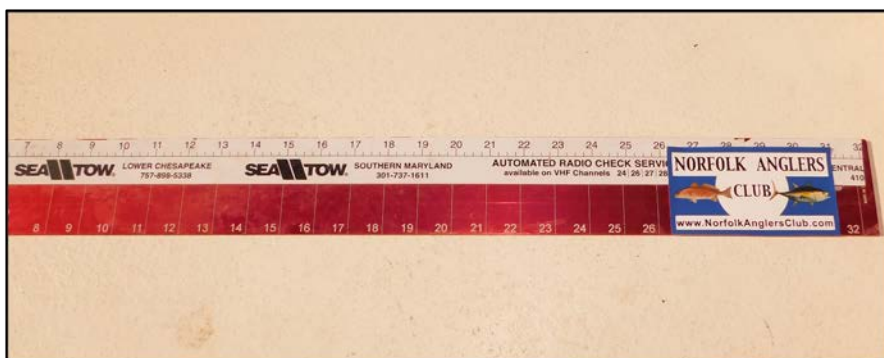 7 8 9 10 11 12 13 14 15 16 17 18 19 20 21 22 23 24 25 26 27 28 29 30 31 32
SEA TOW. LOWER CHESAPEAKE
757-898-5338
SEA TOW. SOUTHERN MARYLAND
301-737-1611
AUTOMATED RADIO CHECK SERVIC
available on VHF Channels 24 | 26 | 27 | 28
NORFOLK ANGLERS
CLUB
www.NorfolkAnglersClub.com
ENTRAL
410
8 9 10 11 12 13 14 15 16 17 18 19 20 21 22 23 24 25 26 32